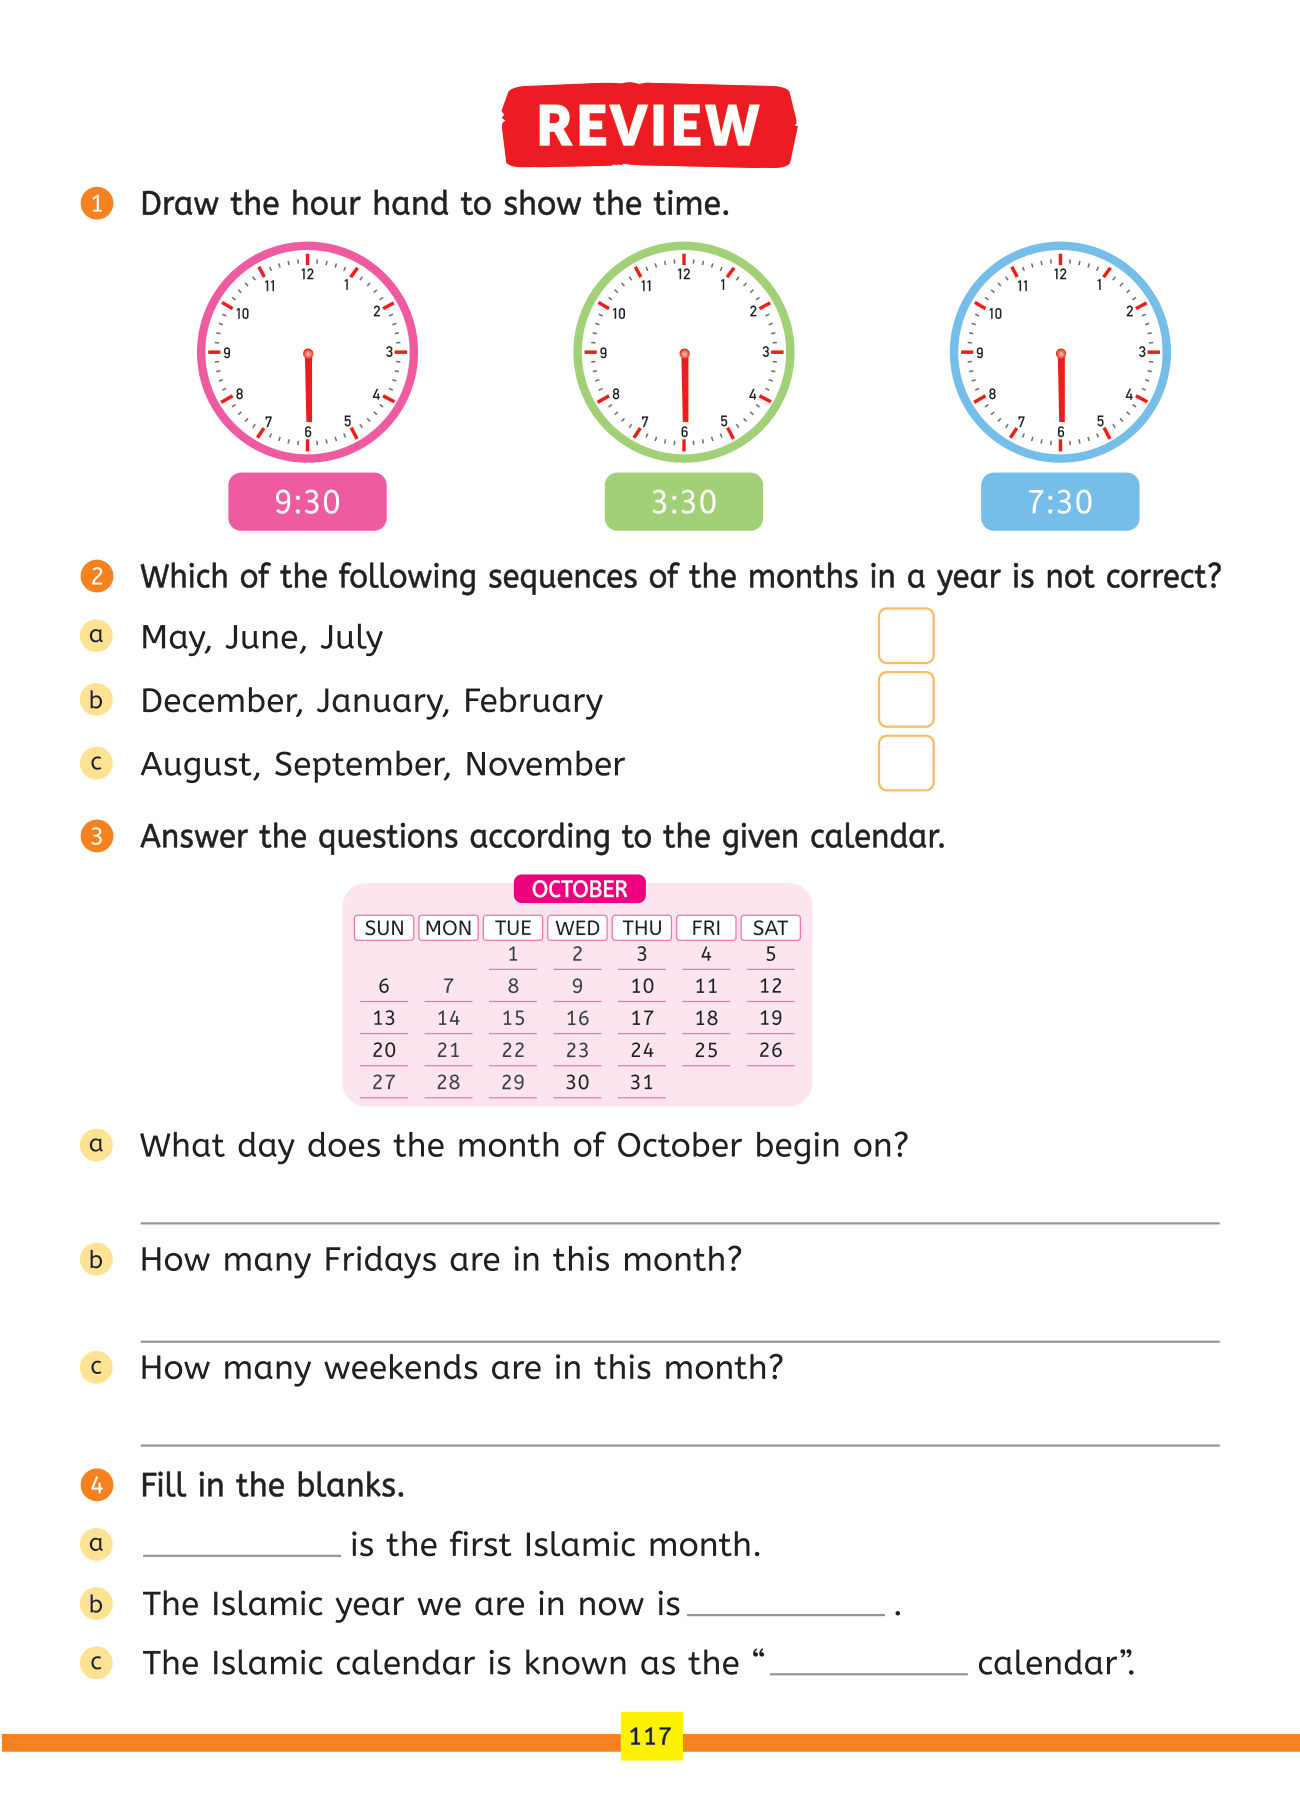 REVIEW
1 Draw the hour hand to show the time.
12 1 2 3 4 5 6 7 8 9 10 11
12 1 2 3 4 5 6 7 8 9 10 11
12 1 2 3 4 5 6 7 8 9 10 11
9:30 3:30 7:30
2 Which of the following sequences of the months in a year is not correct?
a May, June, July
b December, January, February
c August, September, November
3 Answer the questions according to the given calendar.
OCTOBER
SUN MON TUE WED THU FRI SAT
1 2 3 4 5
6 7 8 9 10 11 12
13 14 15 16 17 18 19
20 21 22 23 24 25 26
27 28 29 30 31
a What day does the month of October begin on?
b How many Fridays are in this month?
c How many weekends are in this month?
4 Fill in the blanks.
a ____________ is the first Islamic month.
b The Islamic year we are in now is ____________ .
c The Islamic calendar is known as the “____________ calendar”.
117